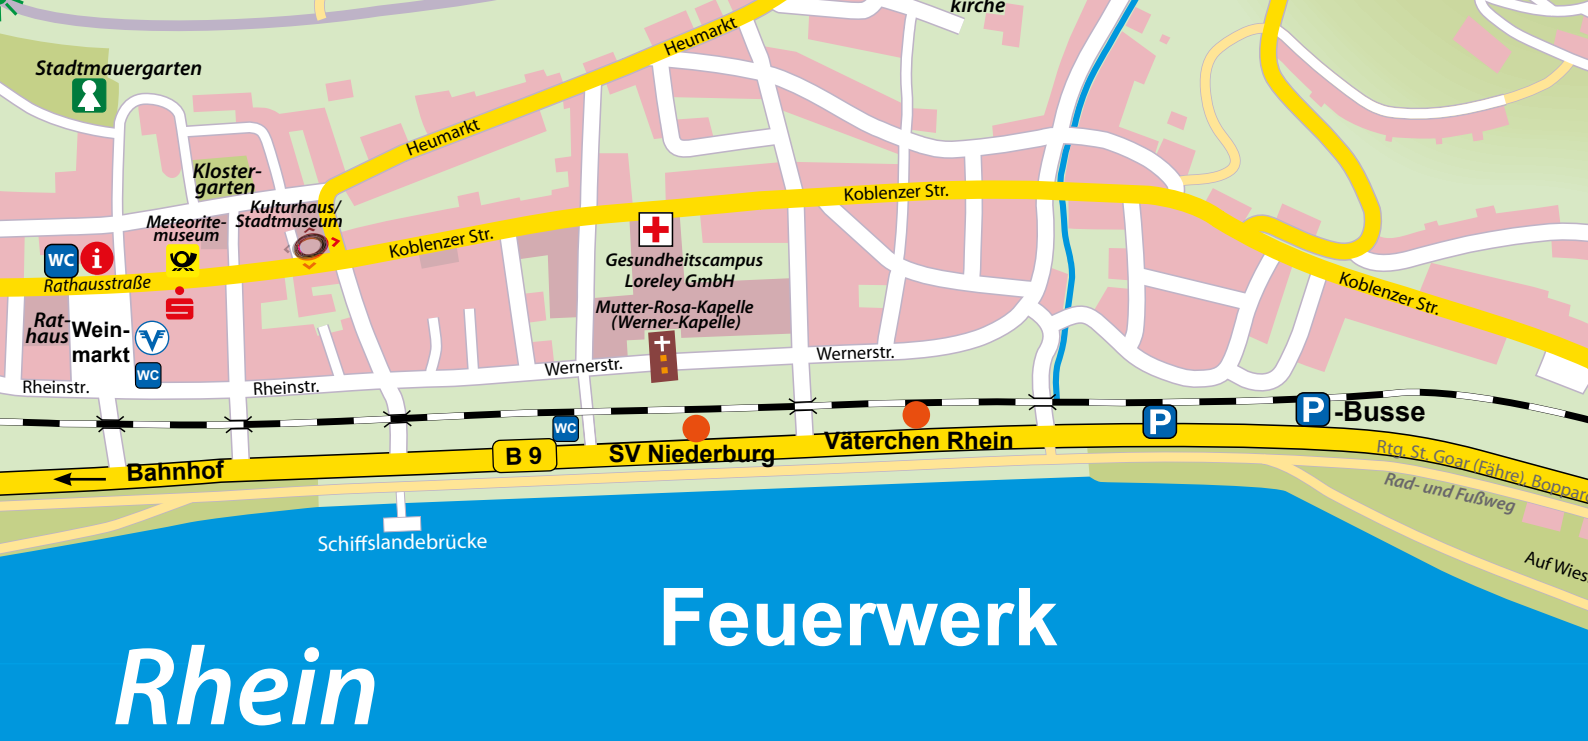 kirche
Heumarkt
Stadtmauergarten
Heumarkt
Kloster-
garten
Kulturhaus/
Stadtmuseum
Meteorite-
museum
Koblenzer Str.
Koblenzer Str.
Koblenzer Str.
WC
i
Rathausstraße
Gesundheitscampus
Loreley GmbH
Mutter-Rosa-Kapelle
(Werner-Kapelle)
Rat-
haus
Wein-
markt
WC
Rheinstr.
Rheinstr.
Wernerstr.
Wernerstr.
WC
P
P -Busse
Bahnhof
B 9
SV Niederburg
Väterchen Rhein
Rtg. St. Goar (Fähre), Boppard
Rad- und Fußweg
Auf Wies
Schiffslandebrücke
Feuerwerk
Rhein